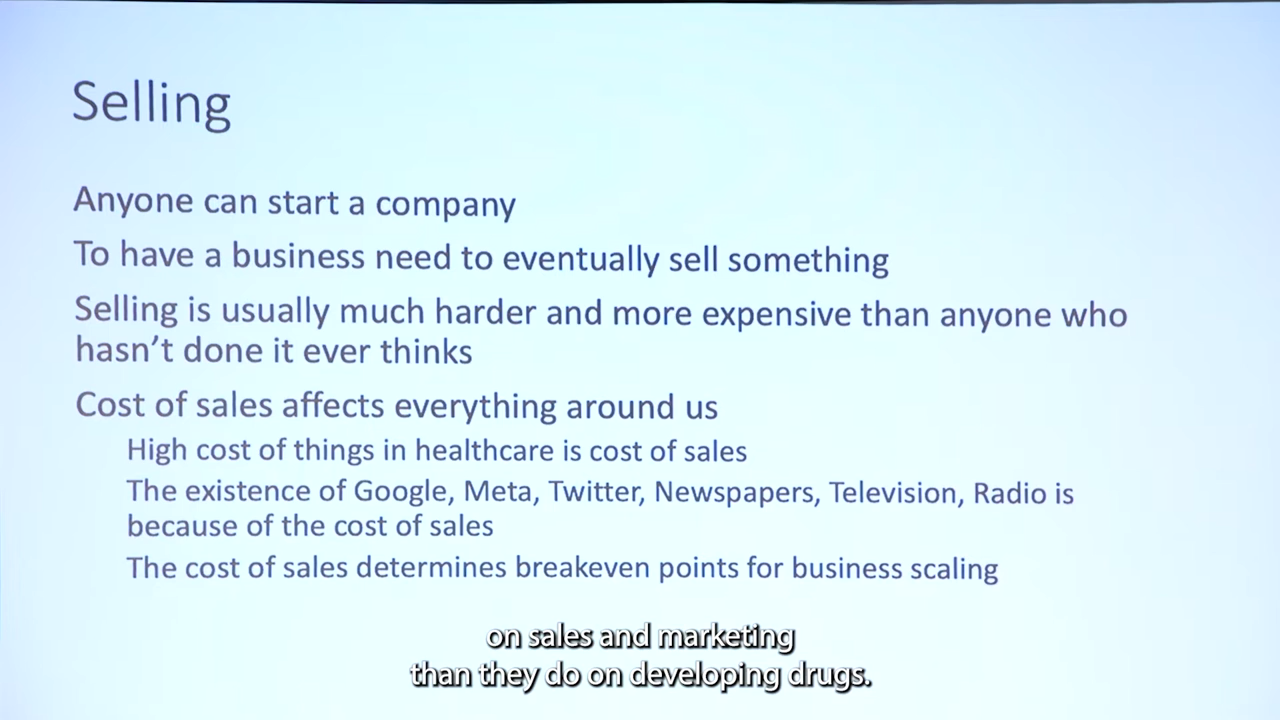 Selling
Anyone can start a company
To have a business need to eventually sell something
Selling is usually much harder and more expensive than anyone who
hasn’t done it ever thinks
Cost of sales affects everything around us
High cost of things in healthcare is cost of sales
The existence of Google, Meta, Twitter, Newspapers, Television, Radio is
because of the cost of sales
The cost of sales determines breakeven points for business scaling
on sales and marketing
than they do on developing drugs.